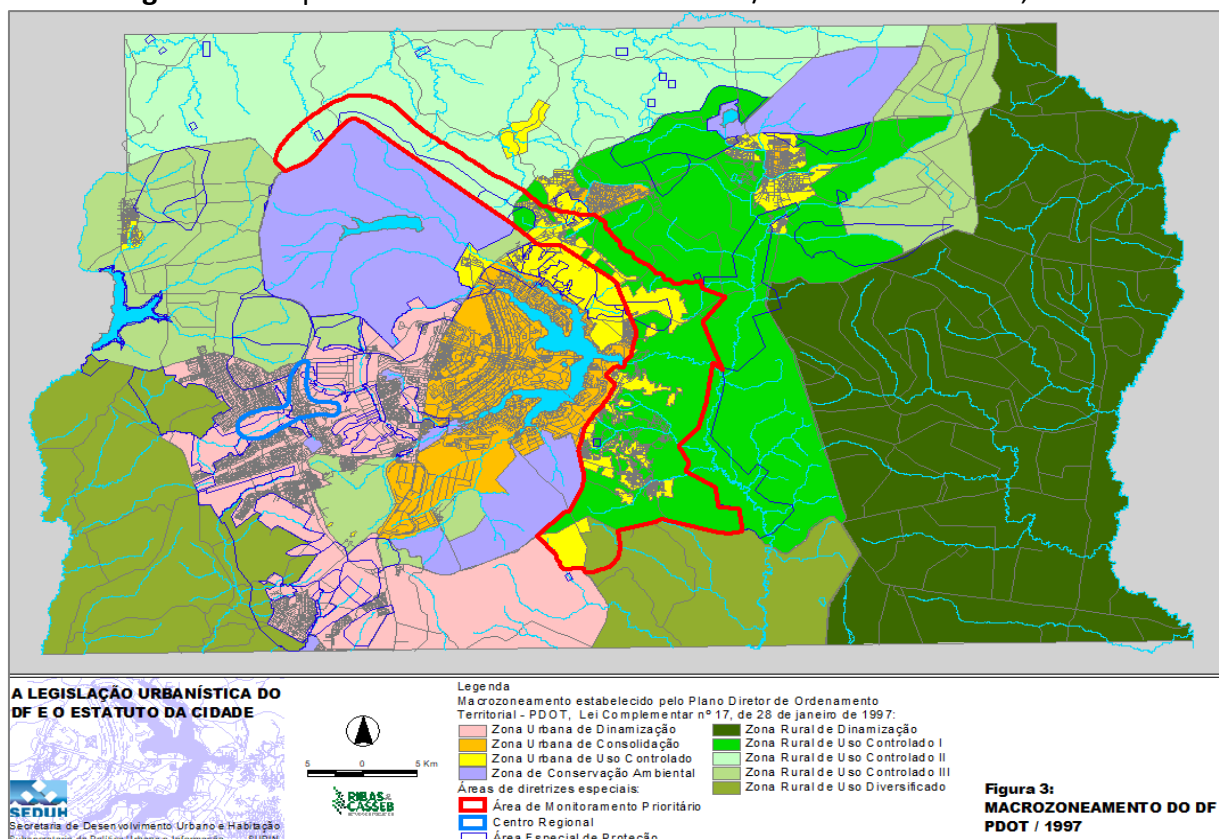 A LEGISLAÇÃO URBANÍSTICA DO
DF E O ESTATUTO DA CIDADE
SEDUH
Secretaria de Desenvolvimento Urbano e Habitação
5 0 5 Km
RIBAS &
CASSEB
Legenda
Macrozoneamento estabelecido pelo Plano Diretor de Ordenamento
Territorial - PDOT, Lei Complementar nº 17, de 28 de janeiro de 1997:
Zona Urbana de Dinamização
Zona Urbana de Consolidação
Zona Urbana de Uso Controlado
Zona de Conservação Ambiental
Áreas de diretrizes especiais:
Área de Monitoramento Prioritário
Centro Regional
Área Especial de Proteção
Zona Rural de Dinamização
Zona Rural de Uso Controlado I
Zona Rural de Uso Controlado II
Zona Rural de Uso Controlado III
Zona Rural de Uso Diversificado
Figura 3:
MACROZONEAMENTO DO DF
PDOT / 1997